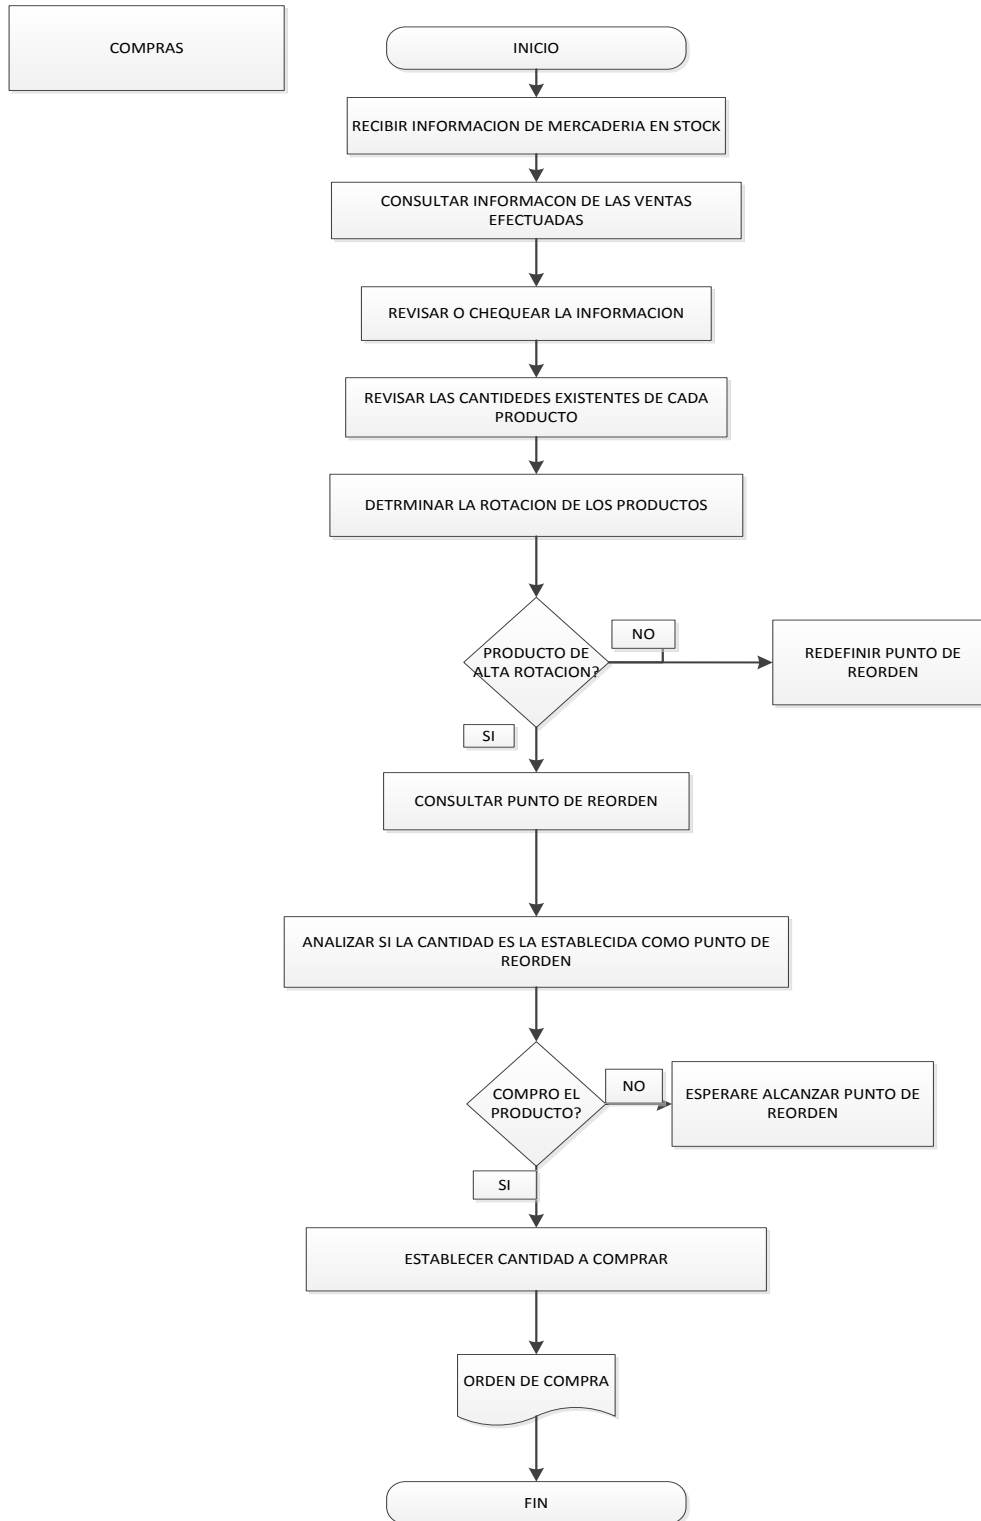 COMPRAS
INICIO
RECIBIR INFORMACION DE MERCADERIA EN STOCK
CONSULTAR INFORMACON DE LAS VENTAS
EFECTUADAS
REVISAR O CHEQUEAR LA INFORMACION
REVISAR LAS CANTIDEDES EXISTENTES DE CADA
PRODUCTO
DETRMINAR LA ROTACION DE LOS PRODUCTOS
PRODUCTO DE
ALTA ROTACION?
NO
REDEFINIR PUNTO DE
REORDEN
SI
CONSULTAR PUNTO DE REORDEN
ANALIZAR SI LA CANTIDAD ES LA ESTABLECIDA COMO PUNTO DE
REORDEN
COMPRO EL
PRODUCTO?
NO
ESPERARE ALCANZAR PUNTO DE
REORDEN
SI
ESTABLECER CANTIDAD A COMPRAR
ORDEN DE COMPRA
FIN